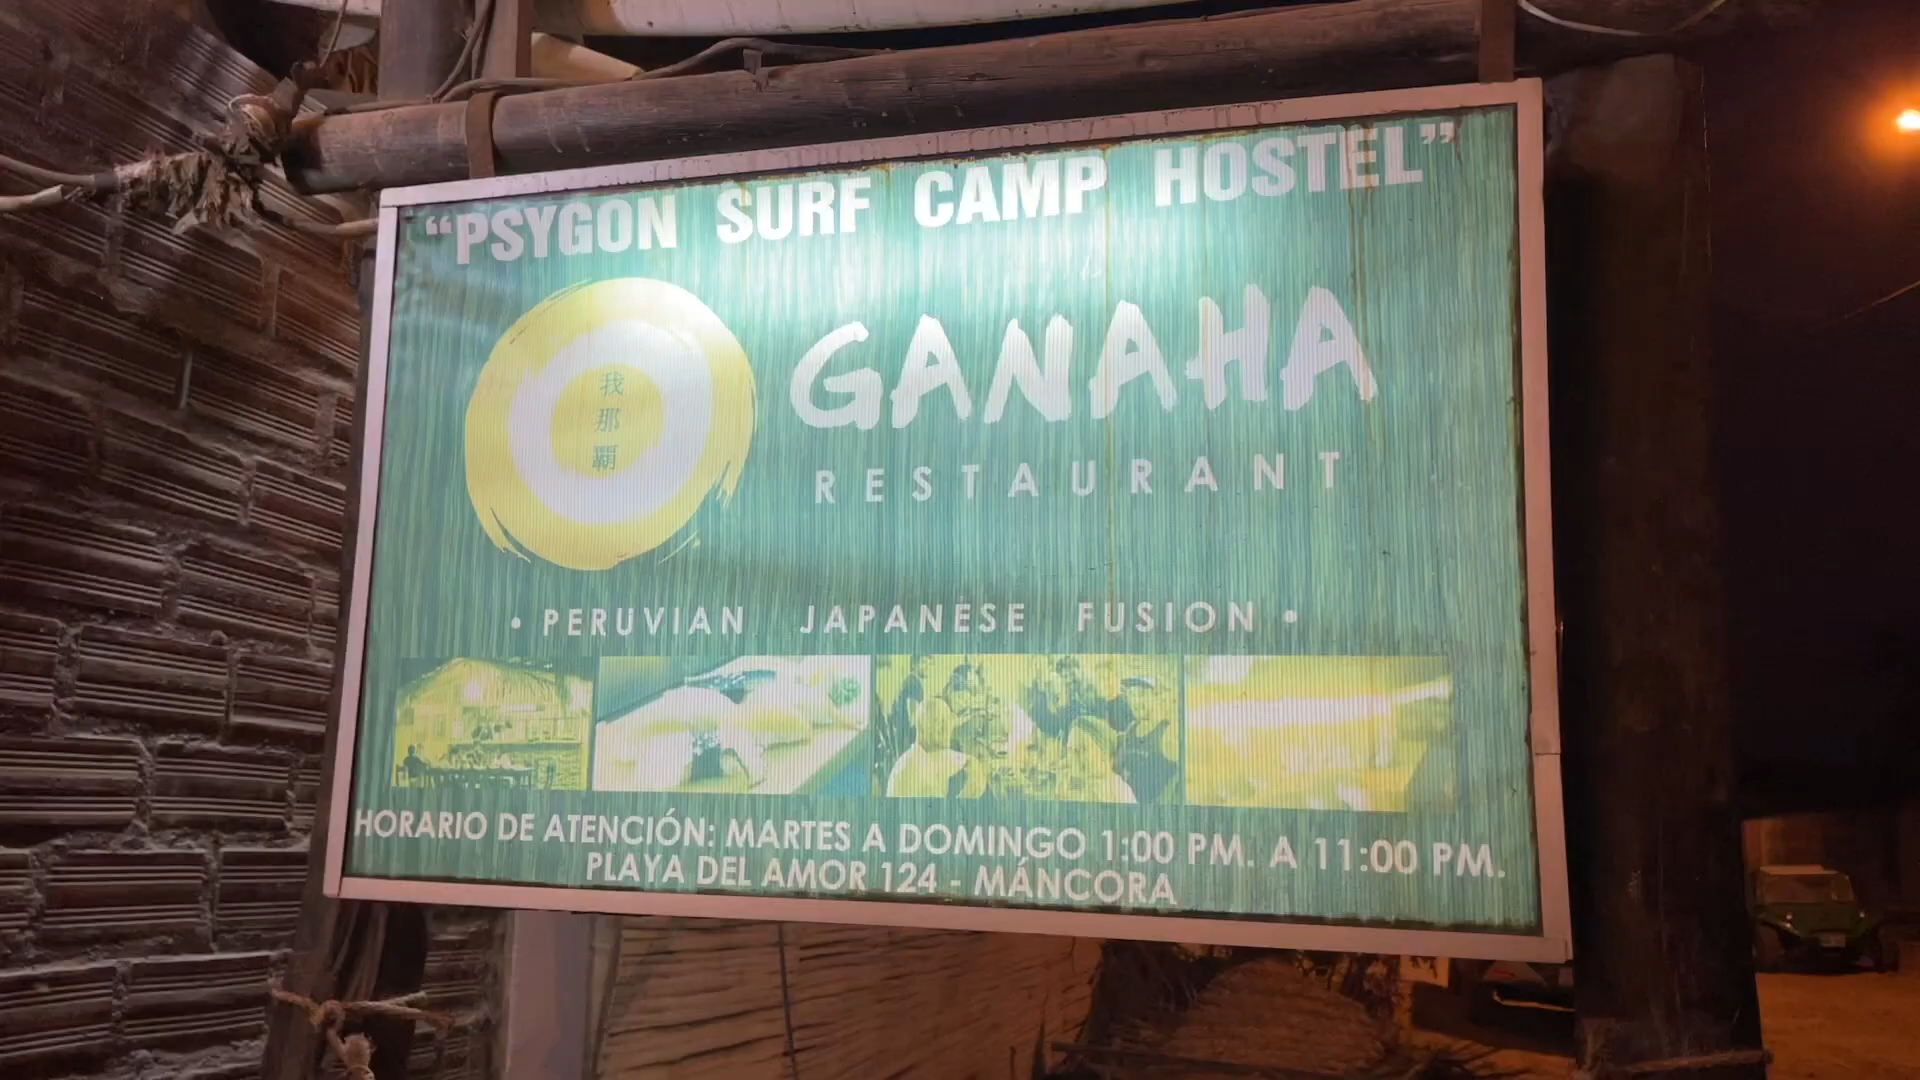 “PSYGON SURF CAMP HOSTEL”
我那覇
GANAHA
RESTAURANT
• PERUVIAN JAPANESE FUSION •
HORARIO DE ATENCIÓN: MARTES A DOMINGO 1:00 PM. A 11:00 PM.
PLAYA DEL AMOR 124 - MÁNCORA